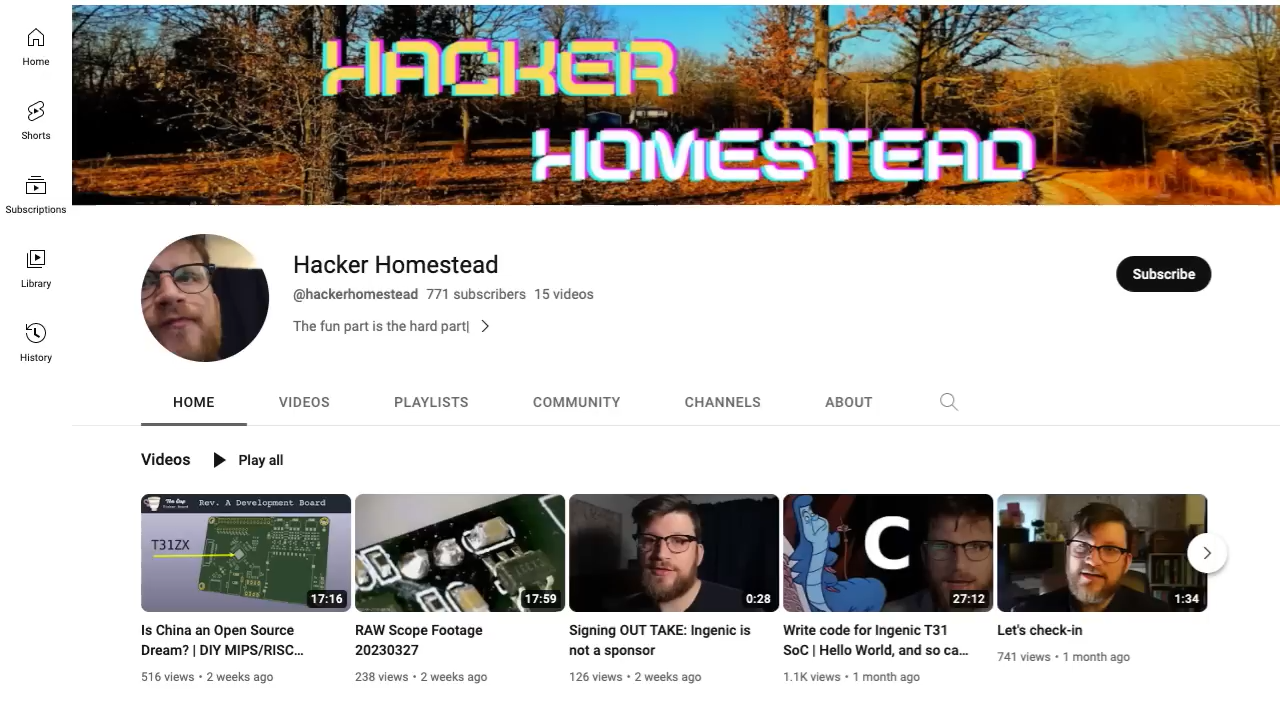 HACKER
HOMESTEAD
Home
Shorts
Subscriptions
Library
History
Hacker Homestead
@hackerhomestead 771 subscribers 15 videos
The fun part is the hard part|
Subscribe
HOME VIDEOS PLAYLISTS COMMUNITY CHANNELS ABOUT
Videos Play all
Rev. A Development Board
T31ZX
17:16
17:59
0:28
C
27:12
1:34
Is China an Open Source
Dream? | DIY MIPS/RISC...
516 views • 2 weeks ago
RAW Scope Footage
20230327
238 views • 2 weeks ago
Signing OUT TAKE: Ingenic is
not a sponsor
126 views • 2 weeks ago
Write code for Ingenic T31
SoC | Hello World, and so ca...
1.1K views • 1 month ago
Let's check-in
741 views • 1 month ago